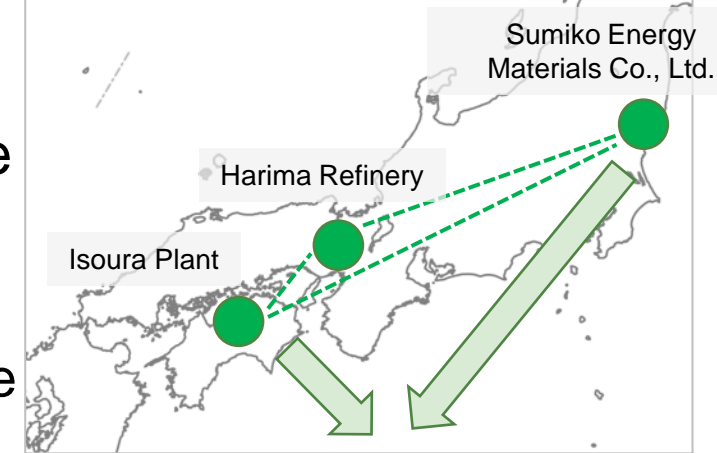 Sumiko Energy
Materials Co., Ltd.
e
Harima Refinery
Isoura Plant
e